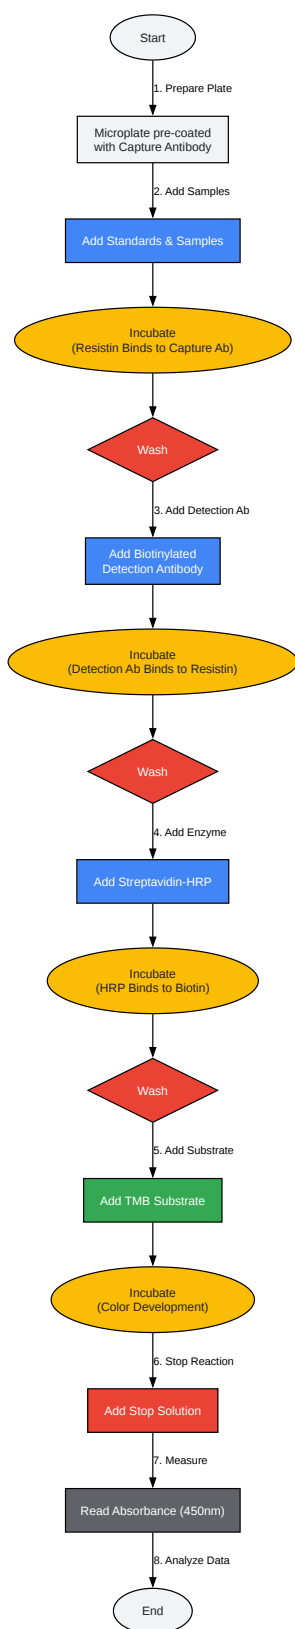 Start
1. Prepare Plate
Microplate pre-coated
with Capture Antibody
2. Add Samples
Add Standards & Samples
Incubate
(Resistin Binds to Capture Ab)
Wash
3. Add Detection Ab
Add Biotinylated
Detection Antibody
Incubate
(Detection Ab Binds to Resistin)
Wash
4. Add Enzyme
Add Streptavidin-HRP
Incubate
(HRP Binds to Biotin)
Wash
5. Add Substrate
Add TMB Substrate
Incubate
(Color Development)
6. Stop Reaction
Add Stop Solution
7. Measure
Read Absorbance (450nm)
8. Analyze Data
End